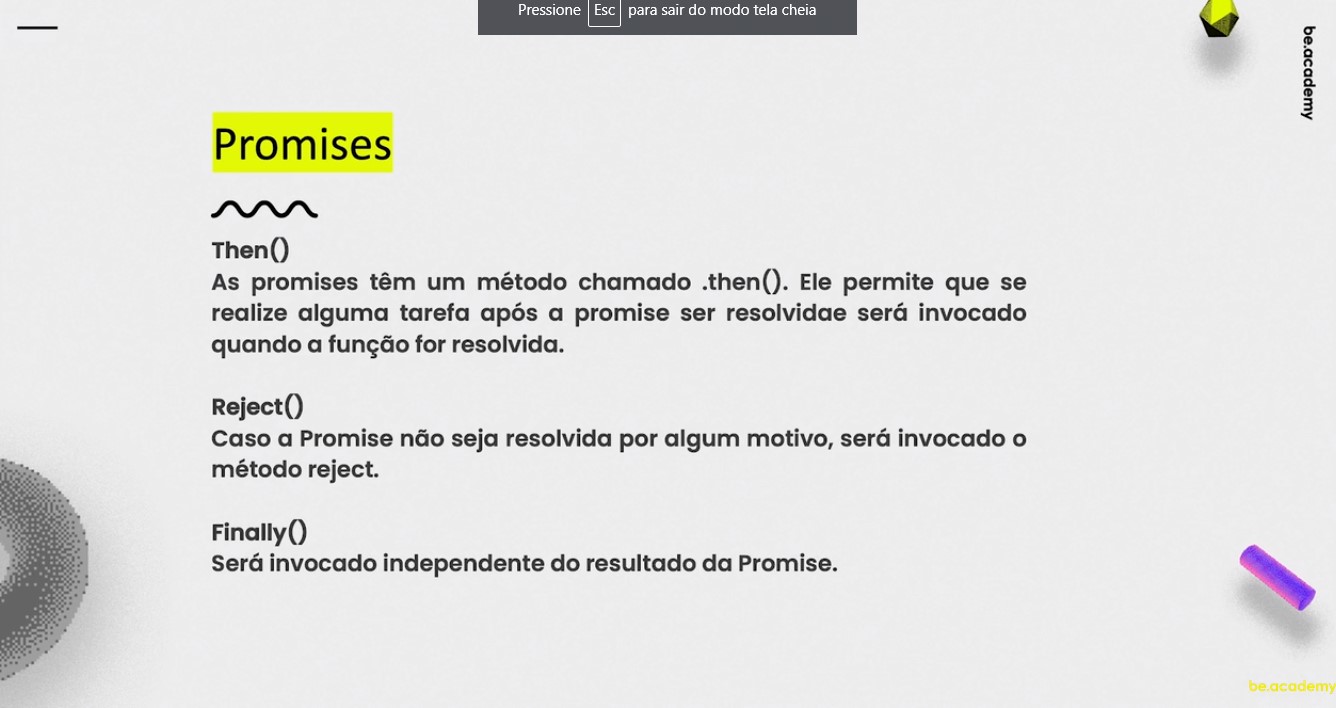 Pressione Esc para sair do modo tela cheia
be.academy
Promises
Then()
As promises têm um método chamado .then(). Ele permite que se
realize alguma tarefa após a promise ser resolvidae será invocado
quando a função for resolvida.
Reject()
Caso a Promise não seja resolvida por algum motivo, será invocado o
método reject.
Finally()
Será invocado independente do resultado da Promise.
be.academy